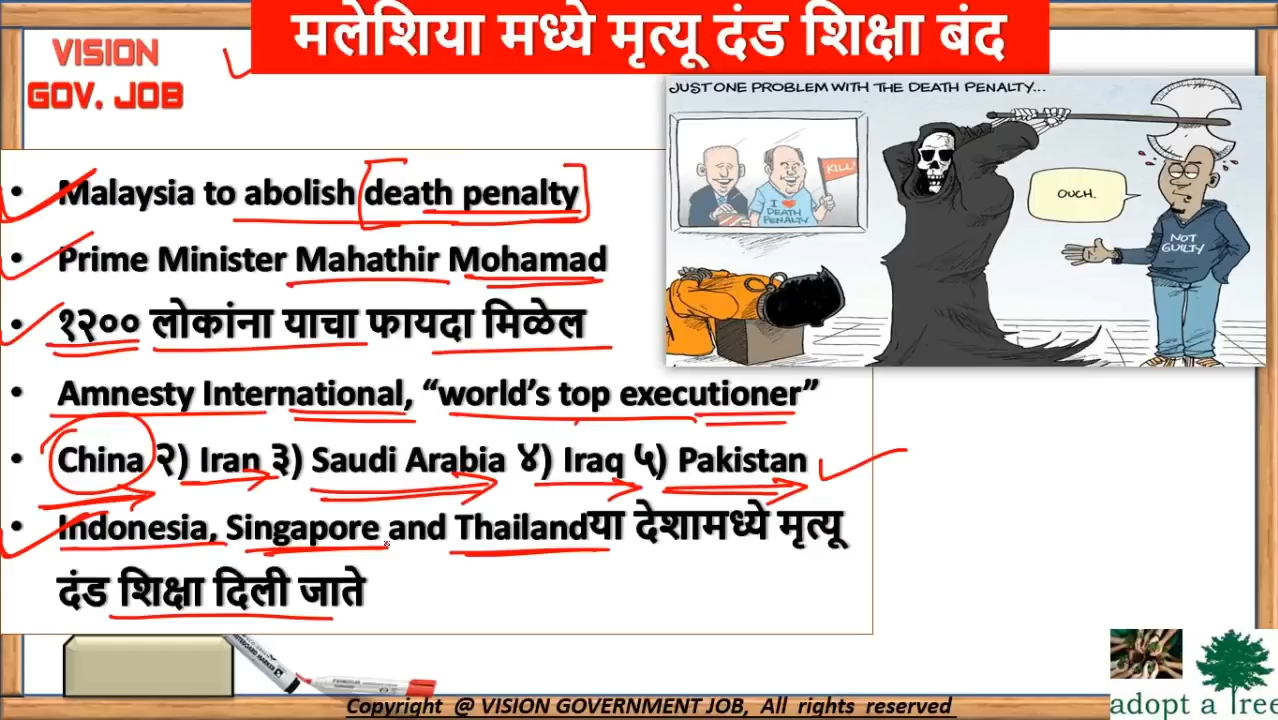 मलेशिया मध्ये मृत्यू दंड शिक्षा बंद
VISION
GOV. JOB
JUST ONE PROBLEM WITH THE DEATH PENALTY...
KILL!
I ❤ DEATH PENALTY
OUCH.
NOT GUILTY
• Malaysia to abolish death penalty
• Prime Minister Mahathir Mohamad
• १२०० लोकांना याचा फायदा मिळेल
• Amnesty International, “world’s top executioner”
• China २) Iran ३) Saudi Arabia ४) Iraq ५) Pakistan
• Indonesia, Singapore and Thailandया देशामध्ये मृत्यू
दंड शिक्षा दिली जाते
Copyright @ VISION GOVERNMENT JOB, All rights reserved
adopt a Tree